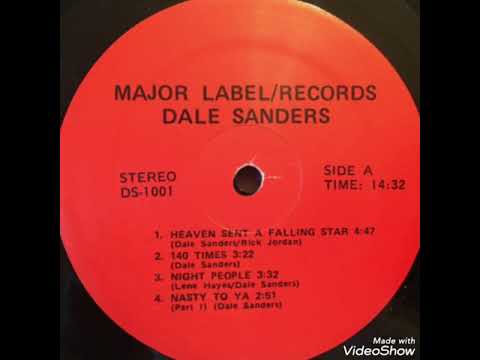 MAJOR LABEL/RECORDS
DALE SANDERS
STEREO
DS-1001
SIDE A
TIME: 14:32
1. HEAVEN SENT A FALLING STAR 4:47
(Dale Sanders/Rick Jordan)
2. 140 TIMES 3:22
(Dale Sanders)
3. NIGHT PEOPLE 3:32
(Lene Hayes/Dale Sanders)
4. NASTY TO YA 2:51
(Part I) (Dale Sanders)
Made with
VideoShow